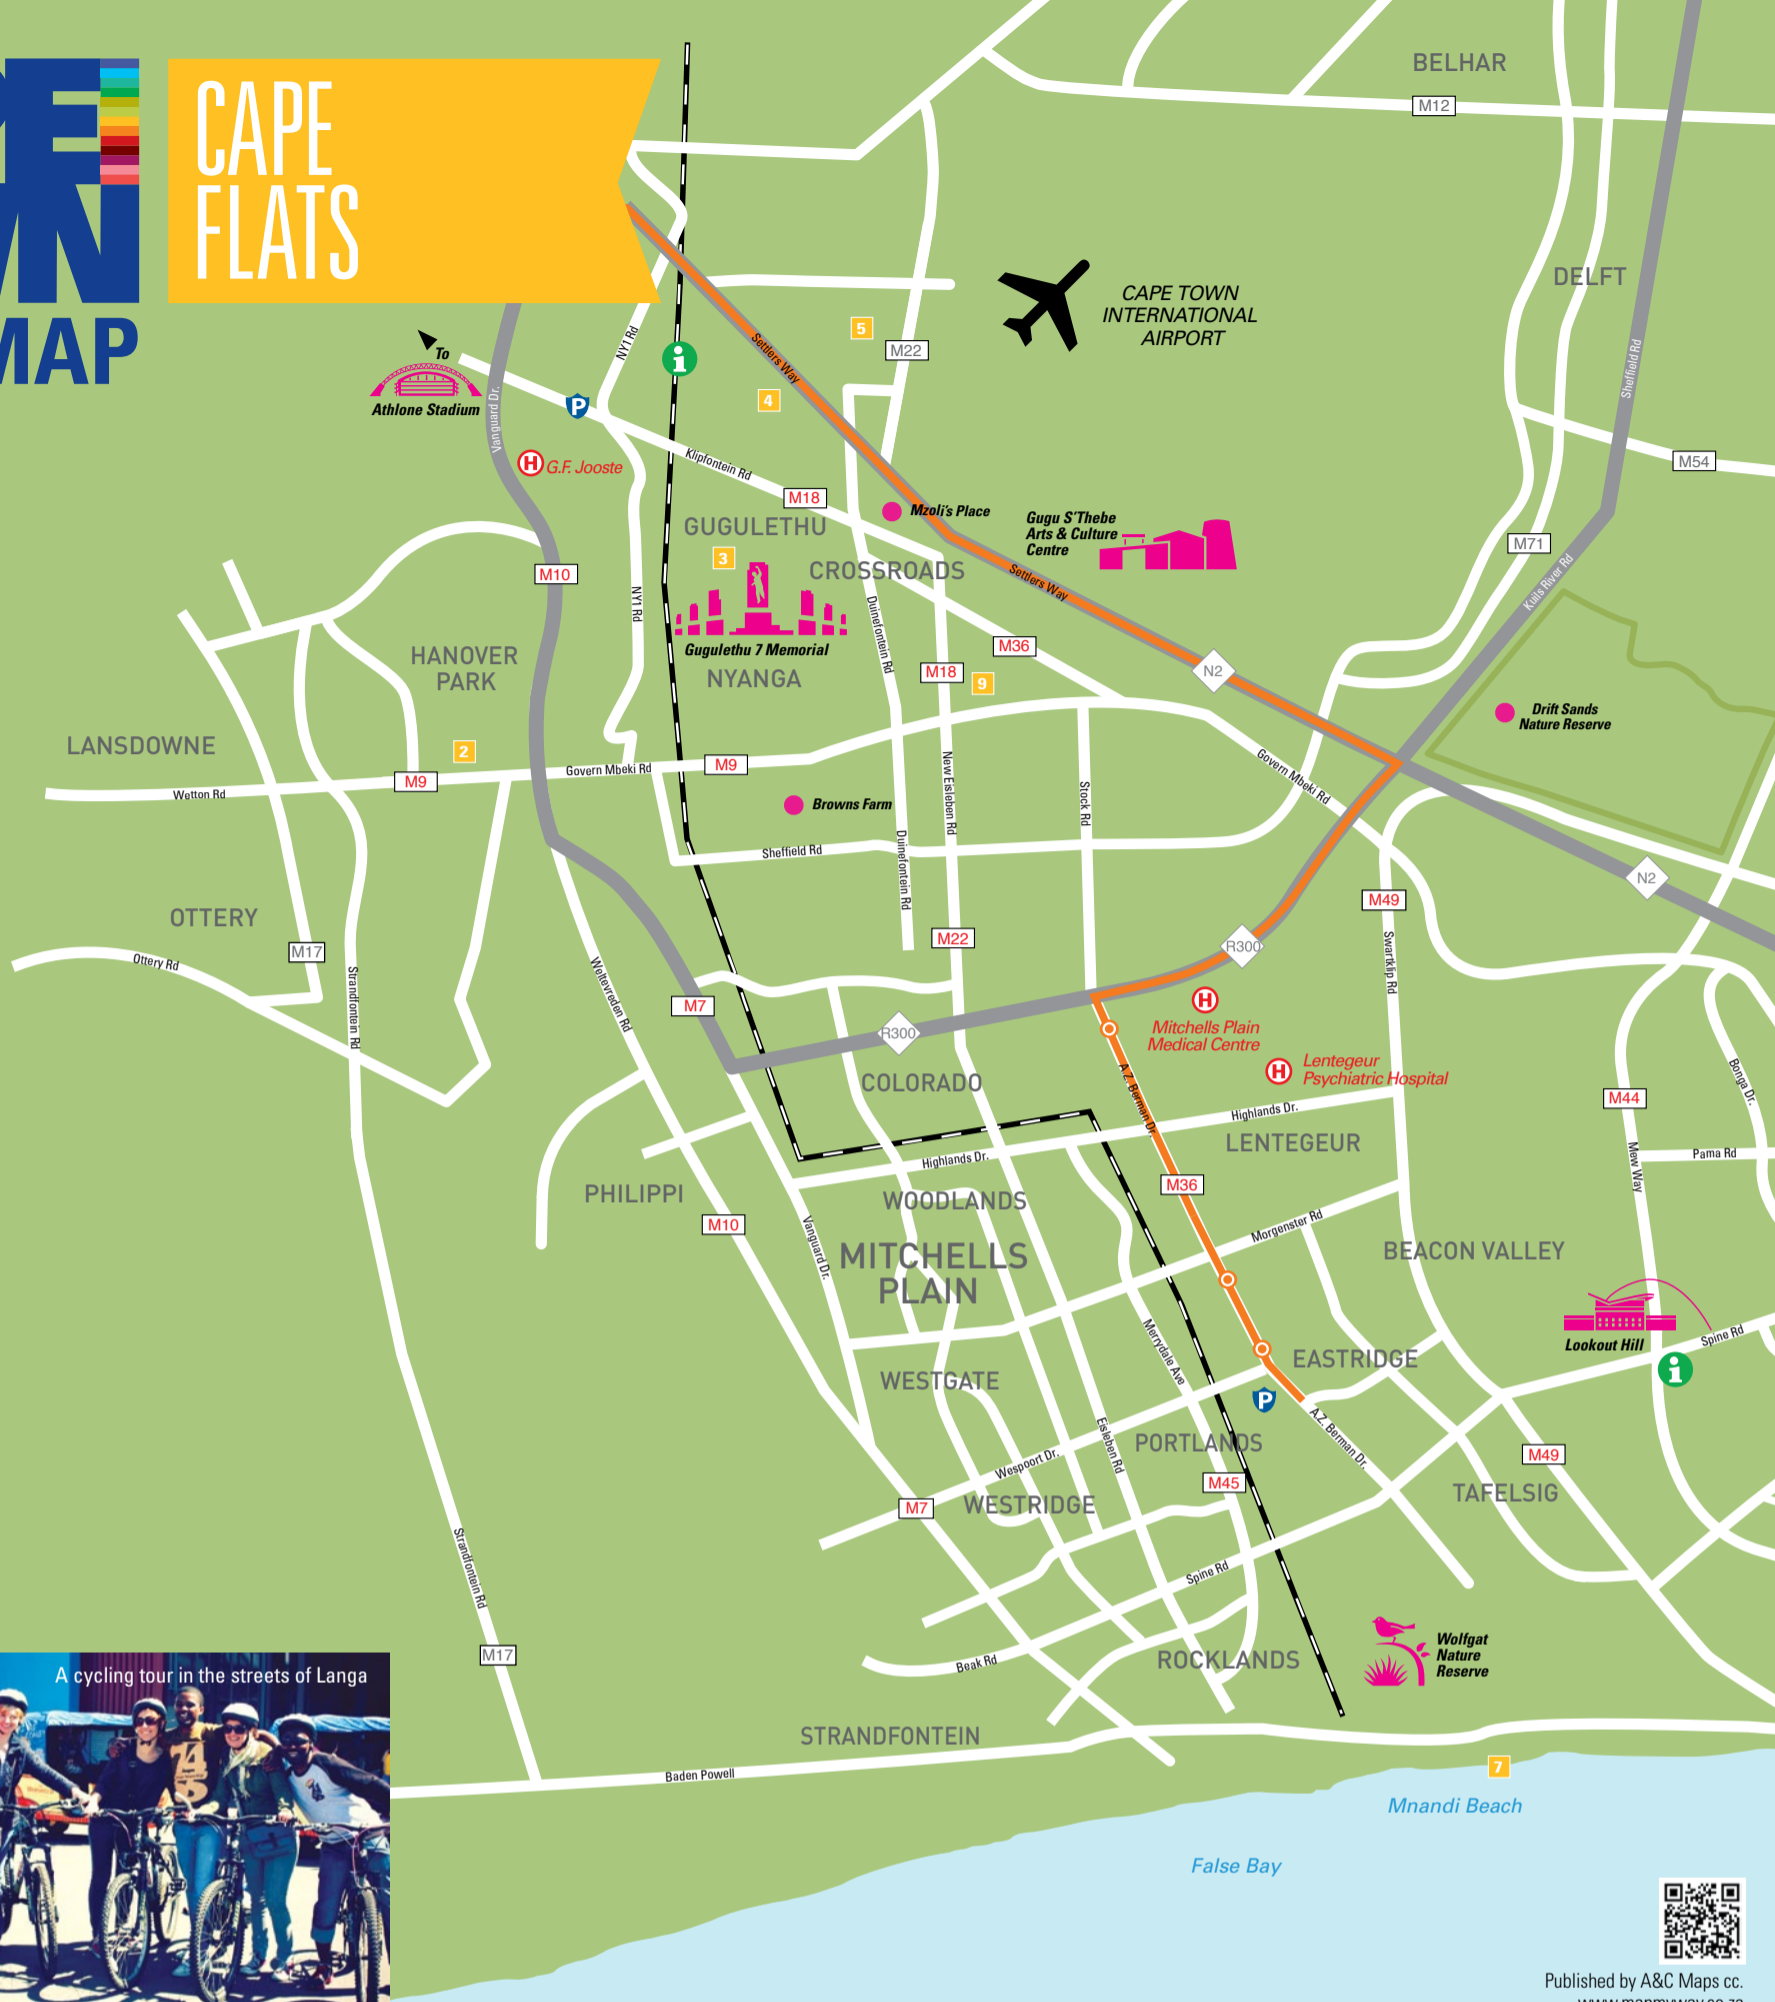 MAP
CAPE
FLATS
BELHAR
M12
DELFT
CAPE TOWN
INTERNATIONAL
AIRPORT
NY1 Rd
Settlers Way
5
M22
To
Athlone Stadium
Vanguard Dr.
P
4
Sheffield Rd
H G.F. Jooste
Klipfontein Rd
M18
M54
GUGULETHU
Mzoli's Place
Gugu S'Thebe
Arts & Culture
Centre
M71
3
CROSSROADS
Settlers Way
M10
Kuils River Rd
NY1 Rd
Duinefontein Rd
Gugulethu 7 Memorial
M36
HANOVER
PARK
NYANGA
M18
9
N2
Drift Sands
Nature Reserve
LANSDOWNE
2
M9
Govern Mbeki Rd
M9
Wetton Rd
Govern Mbeki Rd
New Eisleben Rd
Stock Rd
Browns Farm
Sheffield Rd
Duinefontein Rd
N2
M49
OTTERY
M17
Ottery Rd
M22
R300
Swartklip Rd
Strandfontein Rd
Weltevreden Rd
M7
H
Mitchells Plain
Medical Centre
R300
H
Lentegeur
Psychiatric Hospital
COLORADO
A.Z. Berman Dr.
Bonga Dr.
M44
Highlands Dr.
LENTEGEUR
Highlands Dr.
Mew Way
Pama Rd
M36
PHILIPPI
WOODLANDS
M10
Vanguard Dr.
Morgenster Rd
MITCHELLS
PLAIN
BEACON VALLEY
Merrydale Ave
Lookout Hill
Spine Rd
EASTRIDGE
WESTGATE
P
A.Z. Berman Dr.
Eisleben Rd
PORTLANDS
Wespoort Dr.
M49
M45
TAFELSIG
M7
WESTRIDGE
Strandfontein Rd
Spine Rd
M17
Beak Rd
ROCKLANDS
Wolfgat
Nature
Reserve
A cycling tour in the streets of Langa
STRANDFONTEIN
Baden Powell
7
Mnandi Beach
False Bay
Published by A&C Maps cc.